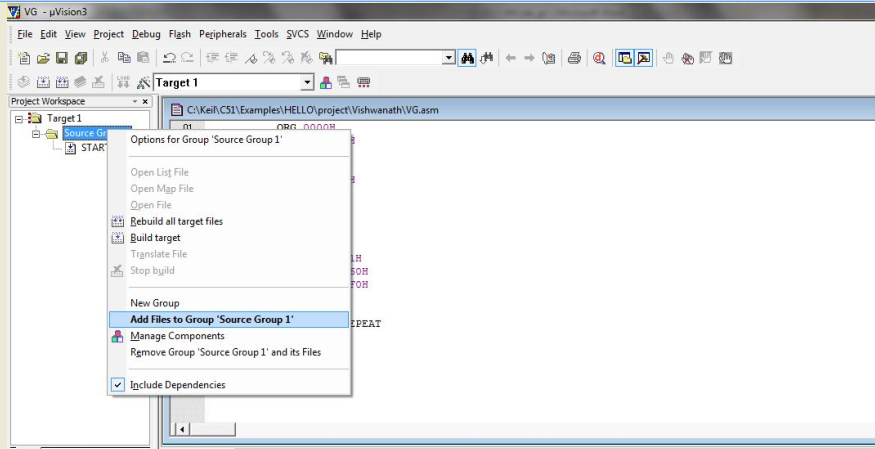 VG - µVision3
File Edit View Project Debug Flash Peripherals Tools SVCS Window Help
Target 1
Project Workspace
C:\Keil\C51\Examples\HELLO\project\Vishwanath\VG.asm
Target 1
01 ORG 0000H
Source Gr
Options for Group 'Source Group 1'
H
STAR
Open List File
H
Open Map File
Open File
Rebuild all target files
Build target
Translate File
1H
Stop build
50H
F0H
New Group
Add Files to Group 'Source Group 1'
EPEAT
Manage Components
Remove Group 'Source Group 1' and its Files
Include Dependencies